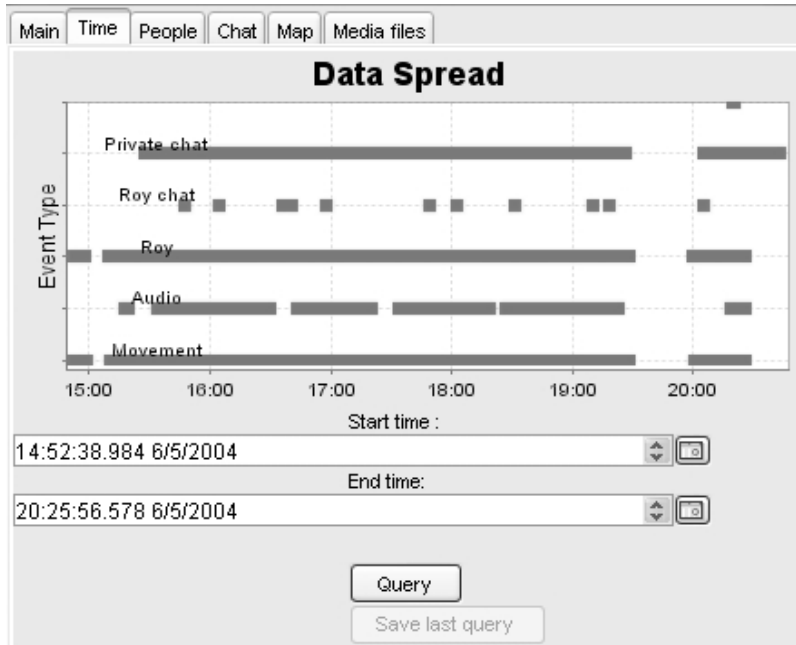 Main Time People Chat Map Media files
Data Spread
Event Type
Private chat
Roy chat
Roy
Audio
Movement
15:00 16:00 17:00 18:00 19:00 20:00
Start time :
14:52:38.984 6/5/2004
End time:
20:25:56.578 6/5/2004
Query
Save last query